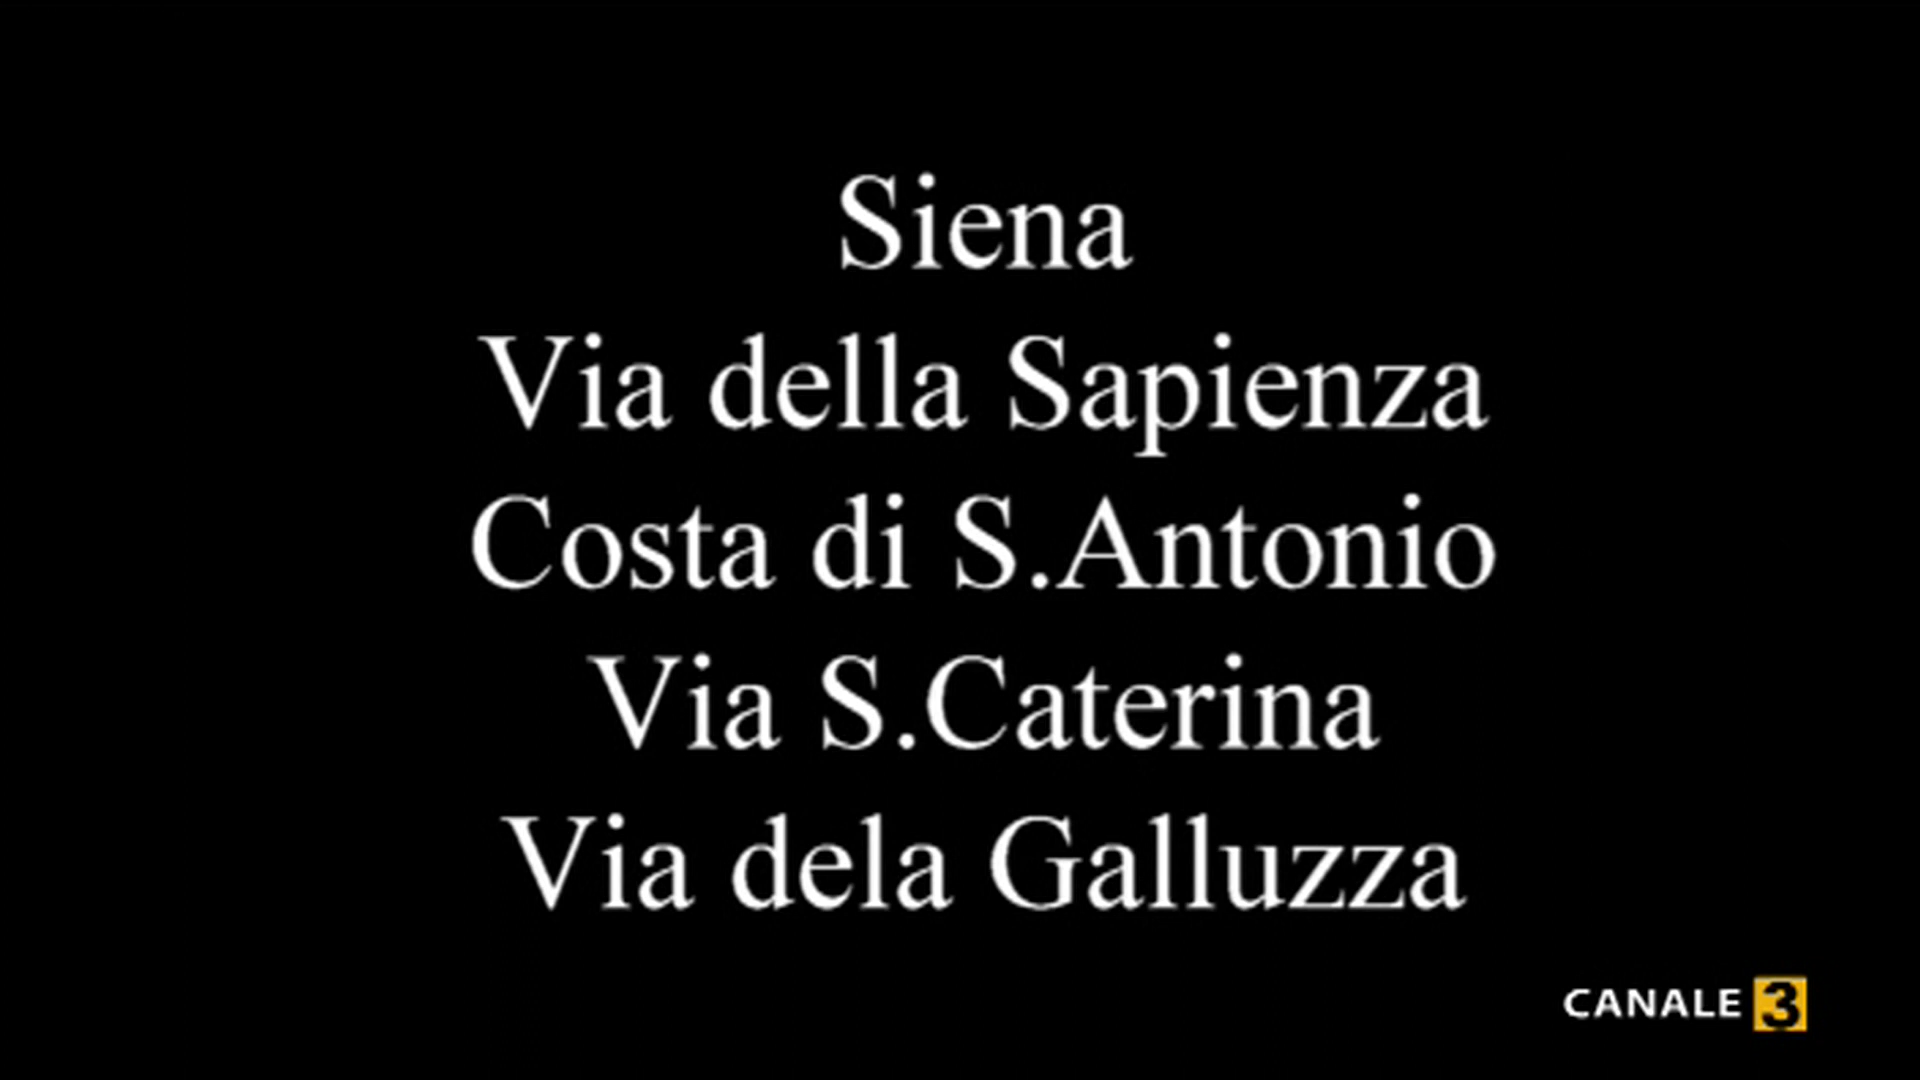 Siena
Via della Sapienza
Costa di S.Antonio
Via S.Caterina
Via dela Galluzza
CANALE 3